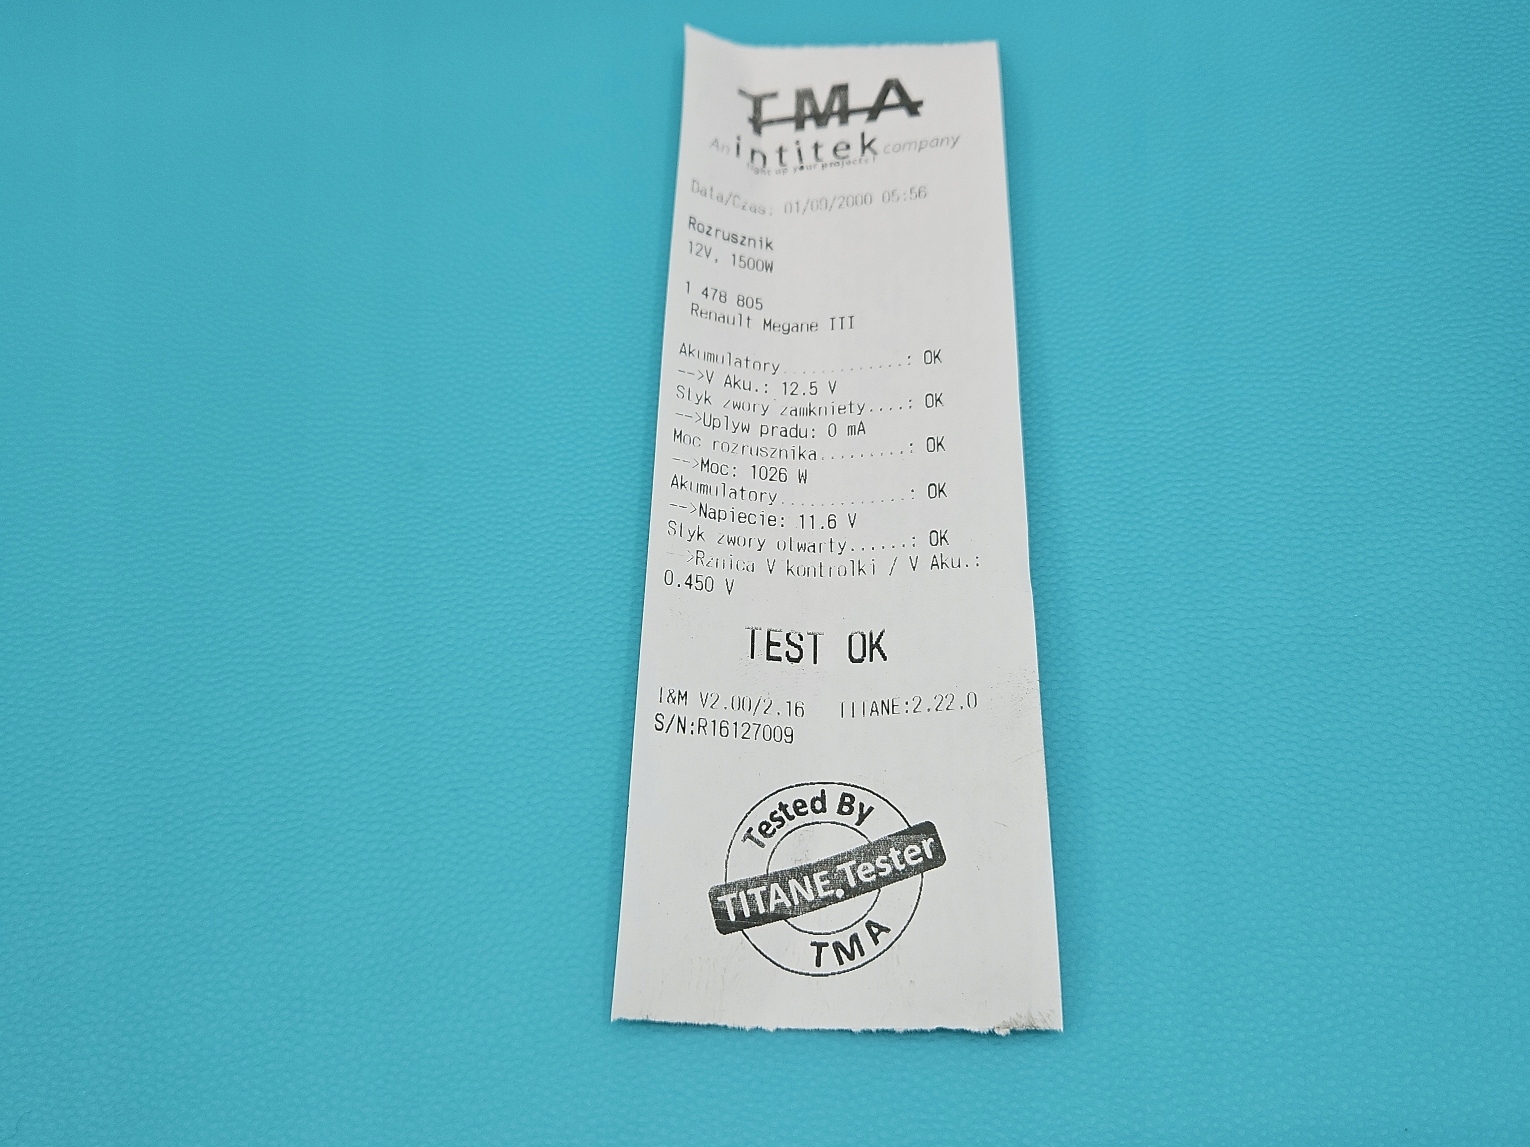 TMA
An intitek company
light up your projects!
Data/Czas: 01/09/2000 05:56
Rozrusznik
12V, 1500W
1 478 805
Renault Megane III
Akumulatory.............: OK
-->V Aku.: 12.5 V
Styk zwory zamkniety....: OK
-->Uplyw pradu: 0 mA
Moc rozrusznika.........: OK
-->Moc: 1026 W
Akumulatory.............: OK
-->Napiecie: 11.6 V
Styk zwory otwarty......: OK
-->Rznica V kontrolki / V Aku.:
0.450 V
TEST OK
I&M V2.00/2.16 TITANE:2.22.0
S/N:R16127009
Tested By
TITANE.Tester
TMA